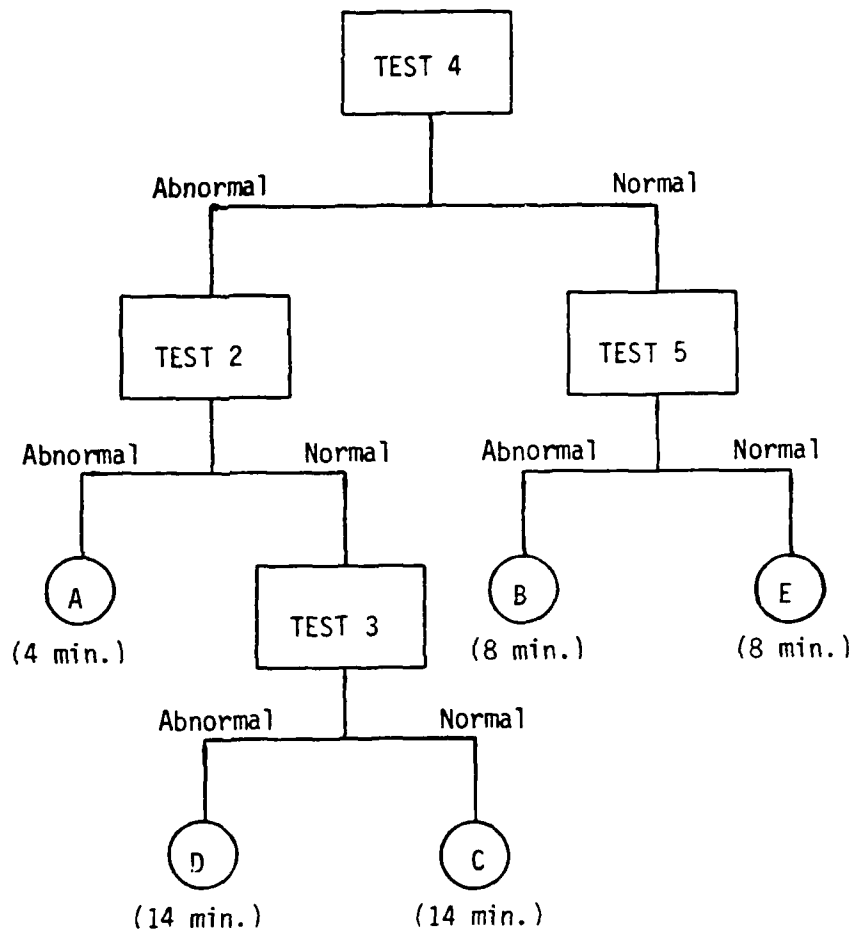 TEST 4
Abnormal Normal
TEST 2 TEST 5
Abnormal Normal Abnormal Normal
A B E
TEST 3
(4 min.) (8 min.) (8 min.)
Abnormal Normal
D C
(14 min.) (14 min.)